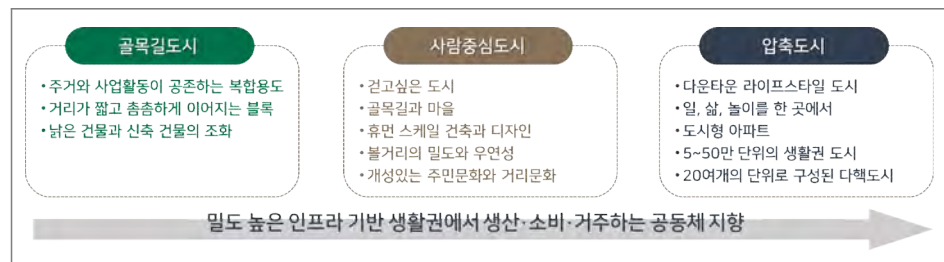 골목길도시
• 주거와 사업활동이 공존하는 복합용도
• 거리가 짧고 촘촘하게 이어지는 블록
• 낡은 건물과 신축 건물의 조화
사람중심도시
• 걷고싶은 도시
• 골목길과 마을
• 휴먼 스케일 건축과 디자인
• 볼거리의 밀도와 우연성
• 개성있는 주민문화와 거리문화
압축도시
• 다운타운 라이프스타일 도시
• 일, 삶, 놀이를 한 곳에서
• 도시형 아파트
• 5~50만 단위의 생활권 도시
• 20여개의 단위로 구성된 다핵도시
밀도 높은 인프라 기반 생활권에서 생산·소비·거주하는 공동체 지향